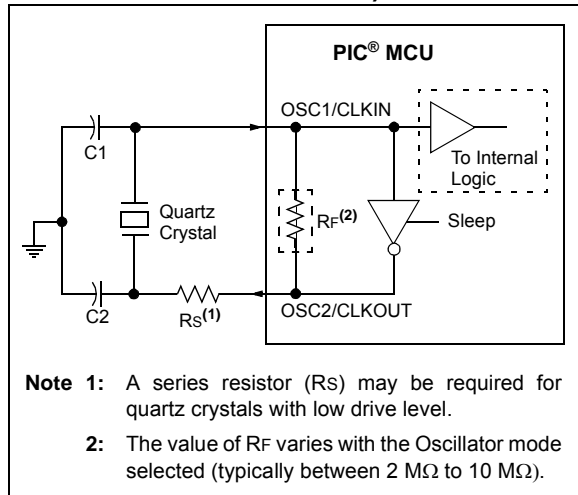 PIC® MCU
OSC1/CLKIN
C1
To Internal
Logic
Quartz
Crystal
RF(2)
Sleep
C2
RS(1)
OSC2/CLKOUT
Note 1: A series resistor (RS) may be required for
quartz crystals with low drive level.
2: The value of RF varies with the Oscillator mode
selected (typically between 2 MΩ to 10 MΩ).